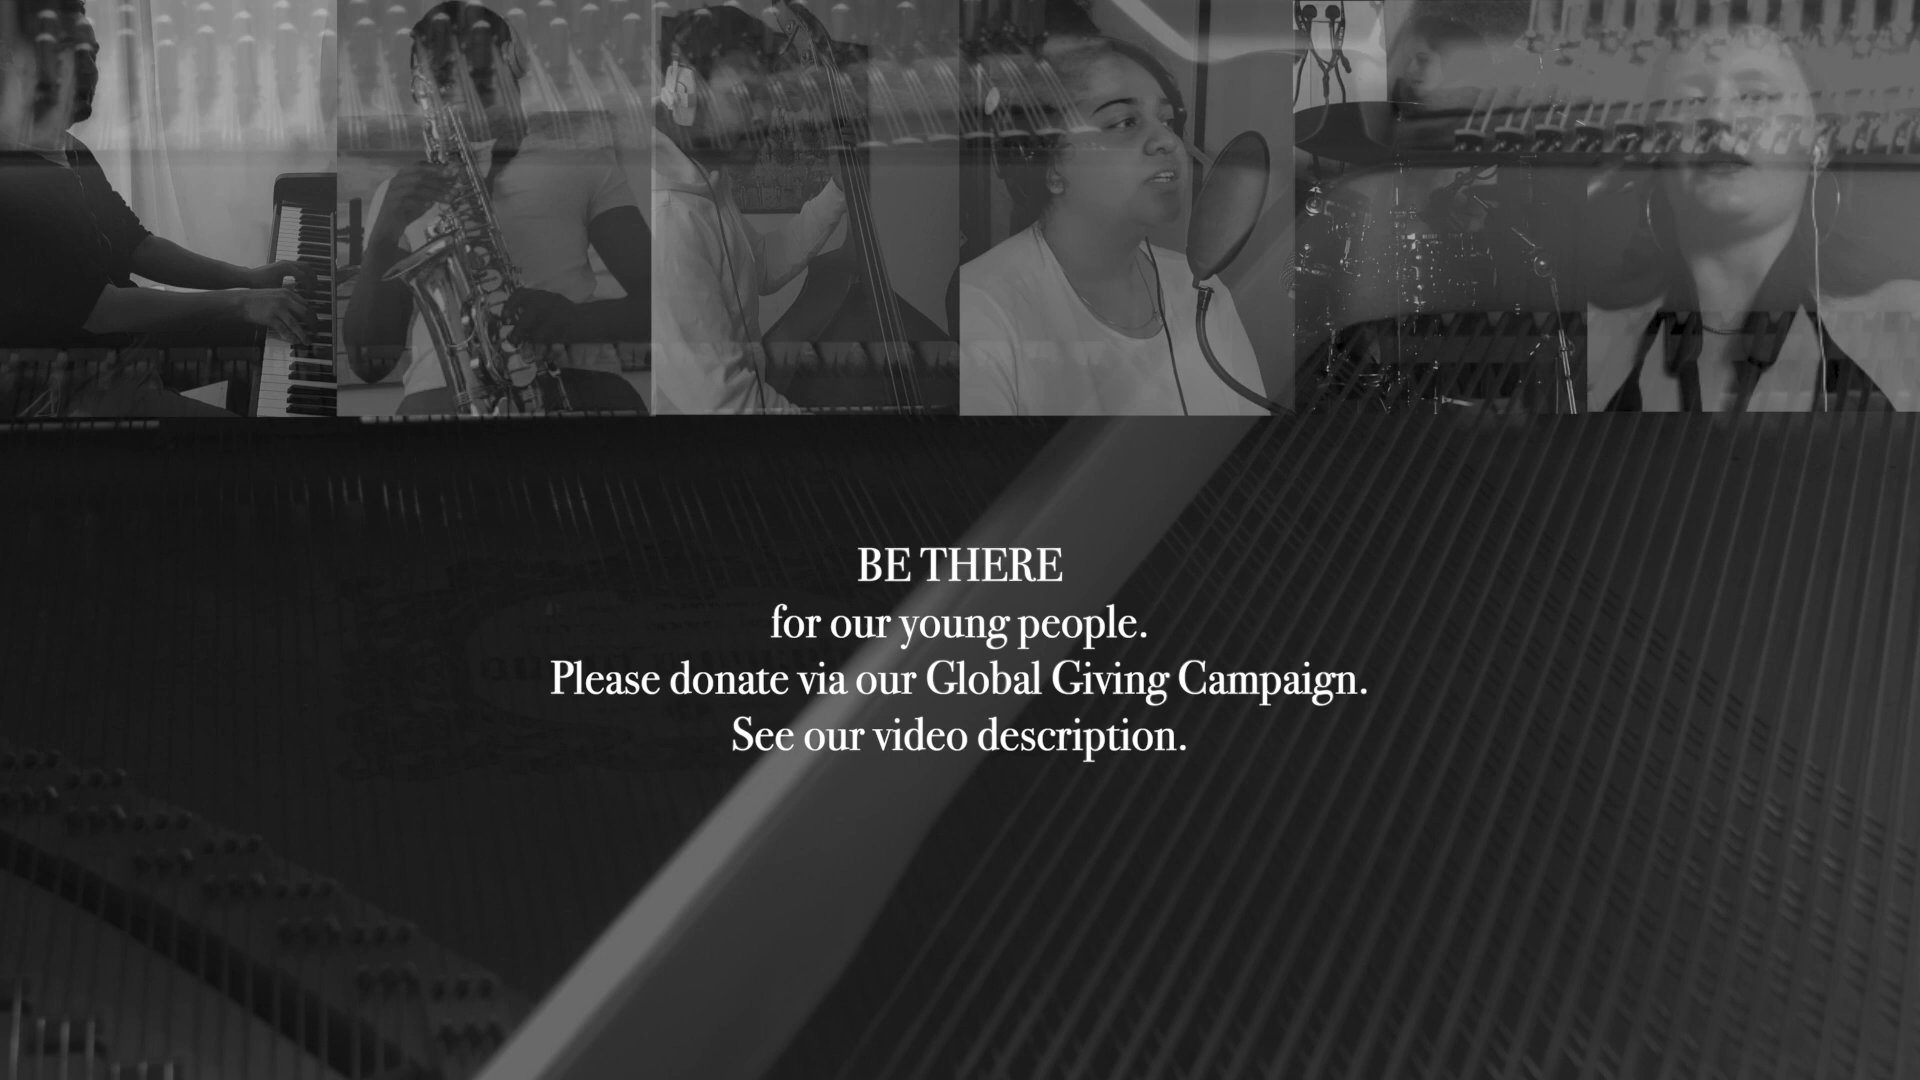 BE THERE
for our young people.
Please donate via our Global Giving Campaign.
See our video description.